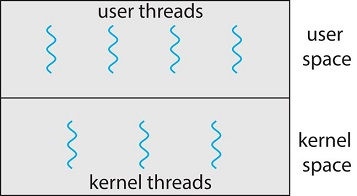 user threads
user
space
kernel
space
kernel threads